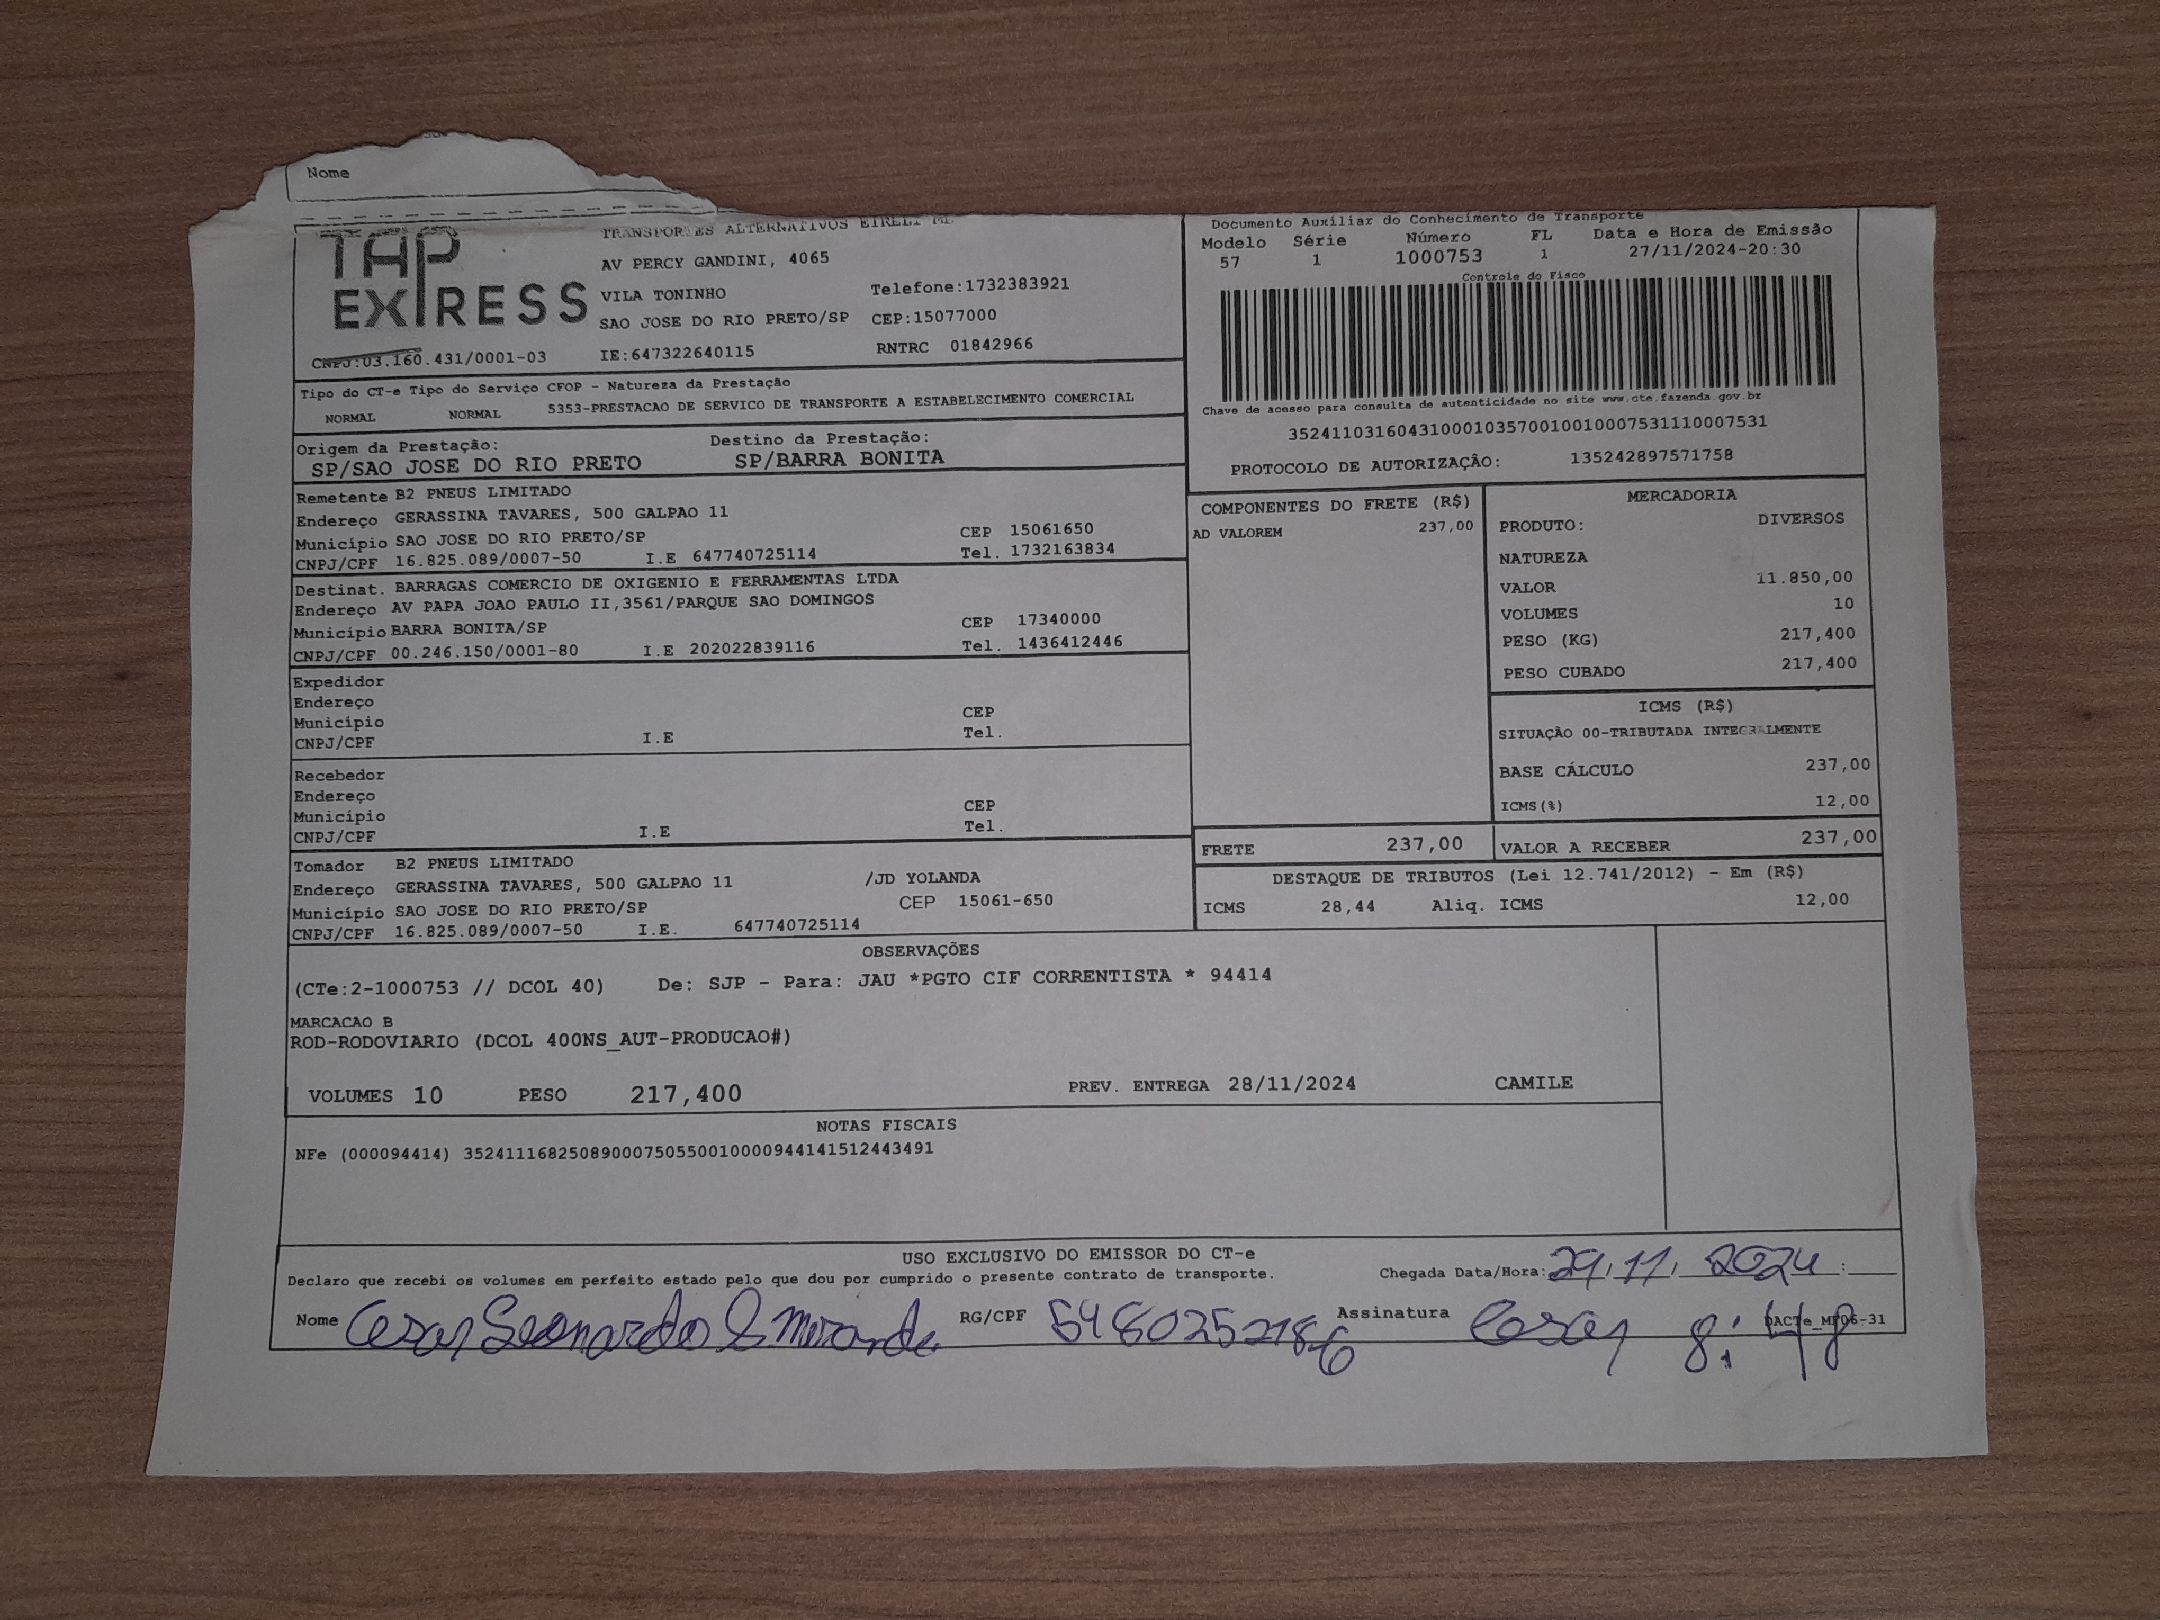 Nome
TAP
EXPRESS
TRANSPORTES ALTERNATIVOS EIRELI ME
AV PERCY GANDINI, 4065
VILA TONINHO Telefone:1732383921
SAO JOSE DO RIO PRETO/SP CEP:15077000
CNPJ:03.160.431/0001-03 IE:647322640115 RNTRC 01842966
Documento Auxiliar do Conhecimento de Transporte
Modelo Série Número FL Data e Hora de Emissão
57 1 1000753 1 27/11/2024-20:30
Controle do Fisco
Chave de acesso para consulta de autenticidade no site www.cte.fazenda.gov.br
35241103160431000103570010010007531110007531
PROTOCOLO DE AUTORIZAÇÃO: 135242897571758
Tipo do CT-e Tipo do Serviço CFOP - Natureza da Prestação
NORMAL NORMAL 5353-PRESTACAO DE SERVICO DE TRANSPORTE A ESTABELECIMENTO COMERCIAL
Origem da Prestação: Destino da Prestação:
SP/SAO JOSE DO RIO PRETO SP/BARRA BONITA
Remetente B2 PNEUS LIMITADO
Endereço GERASSINA TAVARES, 500 GALPAO 11
Município SAO JOSE DO RIO PRETO/SP CEP 15061650
CNPJ/CPF 16.825.089/0007-50 I.E 647740725114 Tel. 1732163834
Destinat. BARRAGAS COMERCIO DE OXIGENIO E FERRAMENTAS LTDA
Endereço AV PAPA JOAO PAULO II,3561/PARQUE SAO DOMINGOS
Município BARRA BONITA/SP CEP 17340000
CNPJ/CPF 00.246.150/0001-80 I.E 202022839116 Tel. 1436412446
Expedidor
Endereço
Município CEP
CNPJ/CPF I.E Tel.
Recebedor
Endereço
Município CEP
CNPJ/CPF I.E Tel.
Tomador B2 PNEUS LIMITADO
Endereço GERASSINA TAVARES, 500 GALPAO 11 /JD YOLANDA
Município SAO JOSE DO RIO PRETO/SP CEP 15061-650
CNPJ/CPF 16.825.089/0007-50 I.E. 647740725114
COMPONENTES DO FRETE (R$)
AD VALOREM 237,00
MERCADORIA
PRODUTO: DIVERSOS
NATUREZA
VALOR 11.850,00
VOLUMES 10
PESO (KG) 217,400
PESO CUBADO 217,400
ICMS (R$)
SITUAÇÃO 00-TRIBUTADA INTEGRALMENTE
BASE CÁLCULO 237,00
ICMS(%) 12,00
FRETE 237,00 VALOR A RECEBER 237,00
DESTAQUE DE TRIBUTOS (Lei 12.741/2012) - Em (R$)
ICMS 28,44 Aliq. ICMS 12,00
OBSERVAÇÕES
(CTe:2-1000753 // DCOL 40) De: SJP - Para: JAU *PGTO CIF CORRENTISTA * 94414
MARCACAO B
ROD-RODOVIARIO (DCOL 400NS_AUT-PRODUCAO#)
VOLUMES 10 PESO 217,400 PREV. ENTREGA 28/11/2024 CAMILE
NOTAS FISCAIS
NFe (000094414) 35241116825089000750550010000944141512443491
USO EXCLUSIVO DO EMISSOR DO CT-e
Declaro que recebi os volumes em perfeito estado pelo que dou por cumprido o presente contrato de transporte. Chegada Data/Hora: 29,11, 2024 :
Nome Cesar Leonardo S Miranda RG/CPF Assinatura Cesar
DACTe_MP06-31